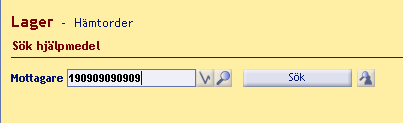 Lager - Hämtorder
Sök hjälpmedel
Mottagare 190909090909 Sök